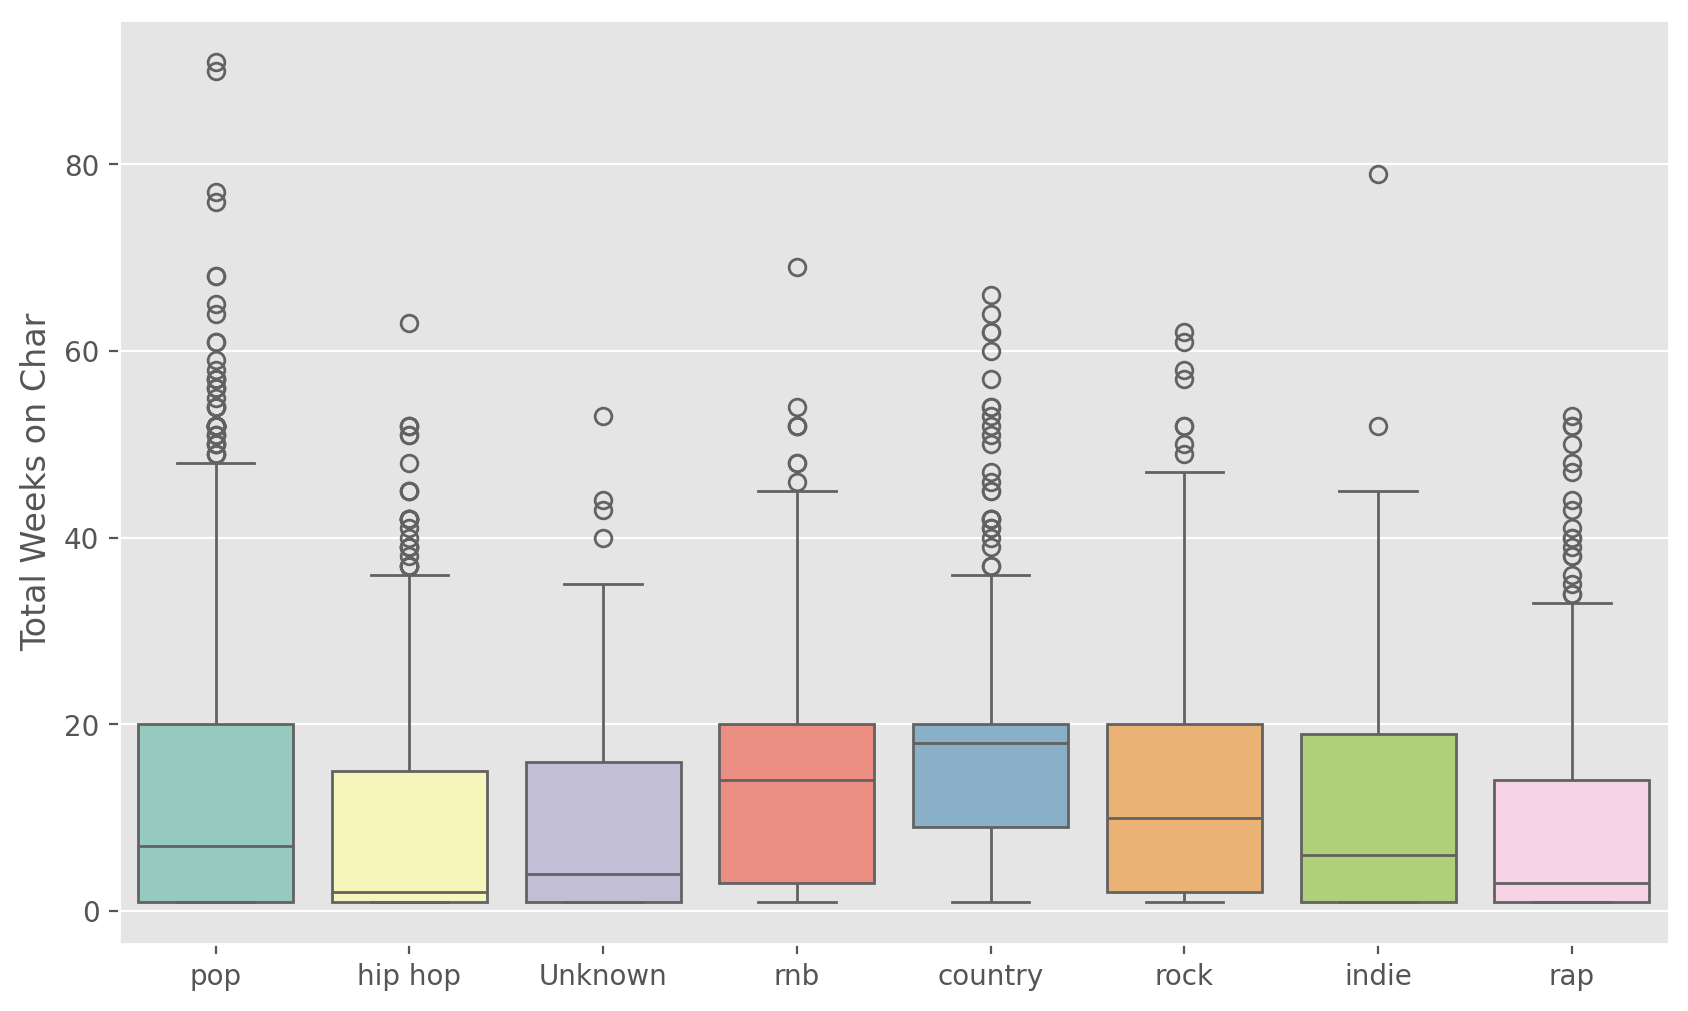 Total Weeks on Char
80
60
40
20
0
pop
hip hop
Unknown
rnb
country
rock
indie
rap